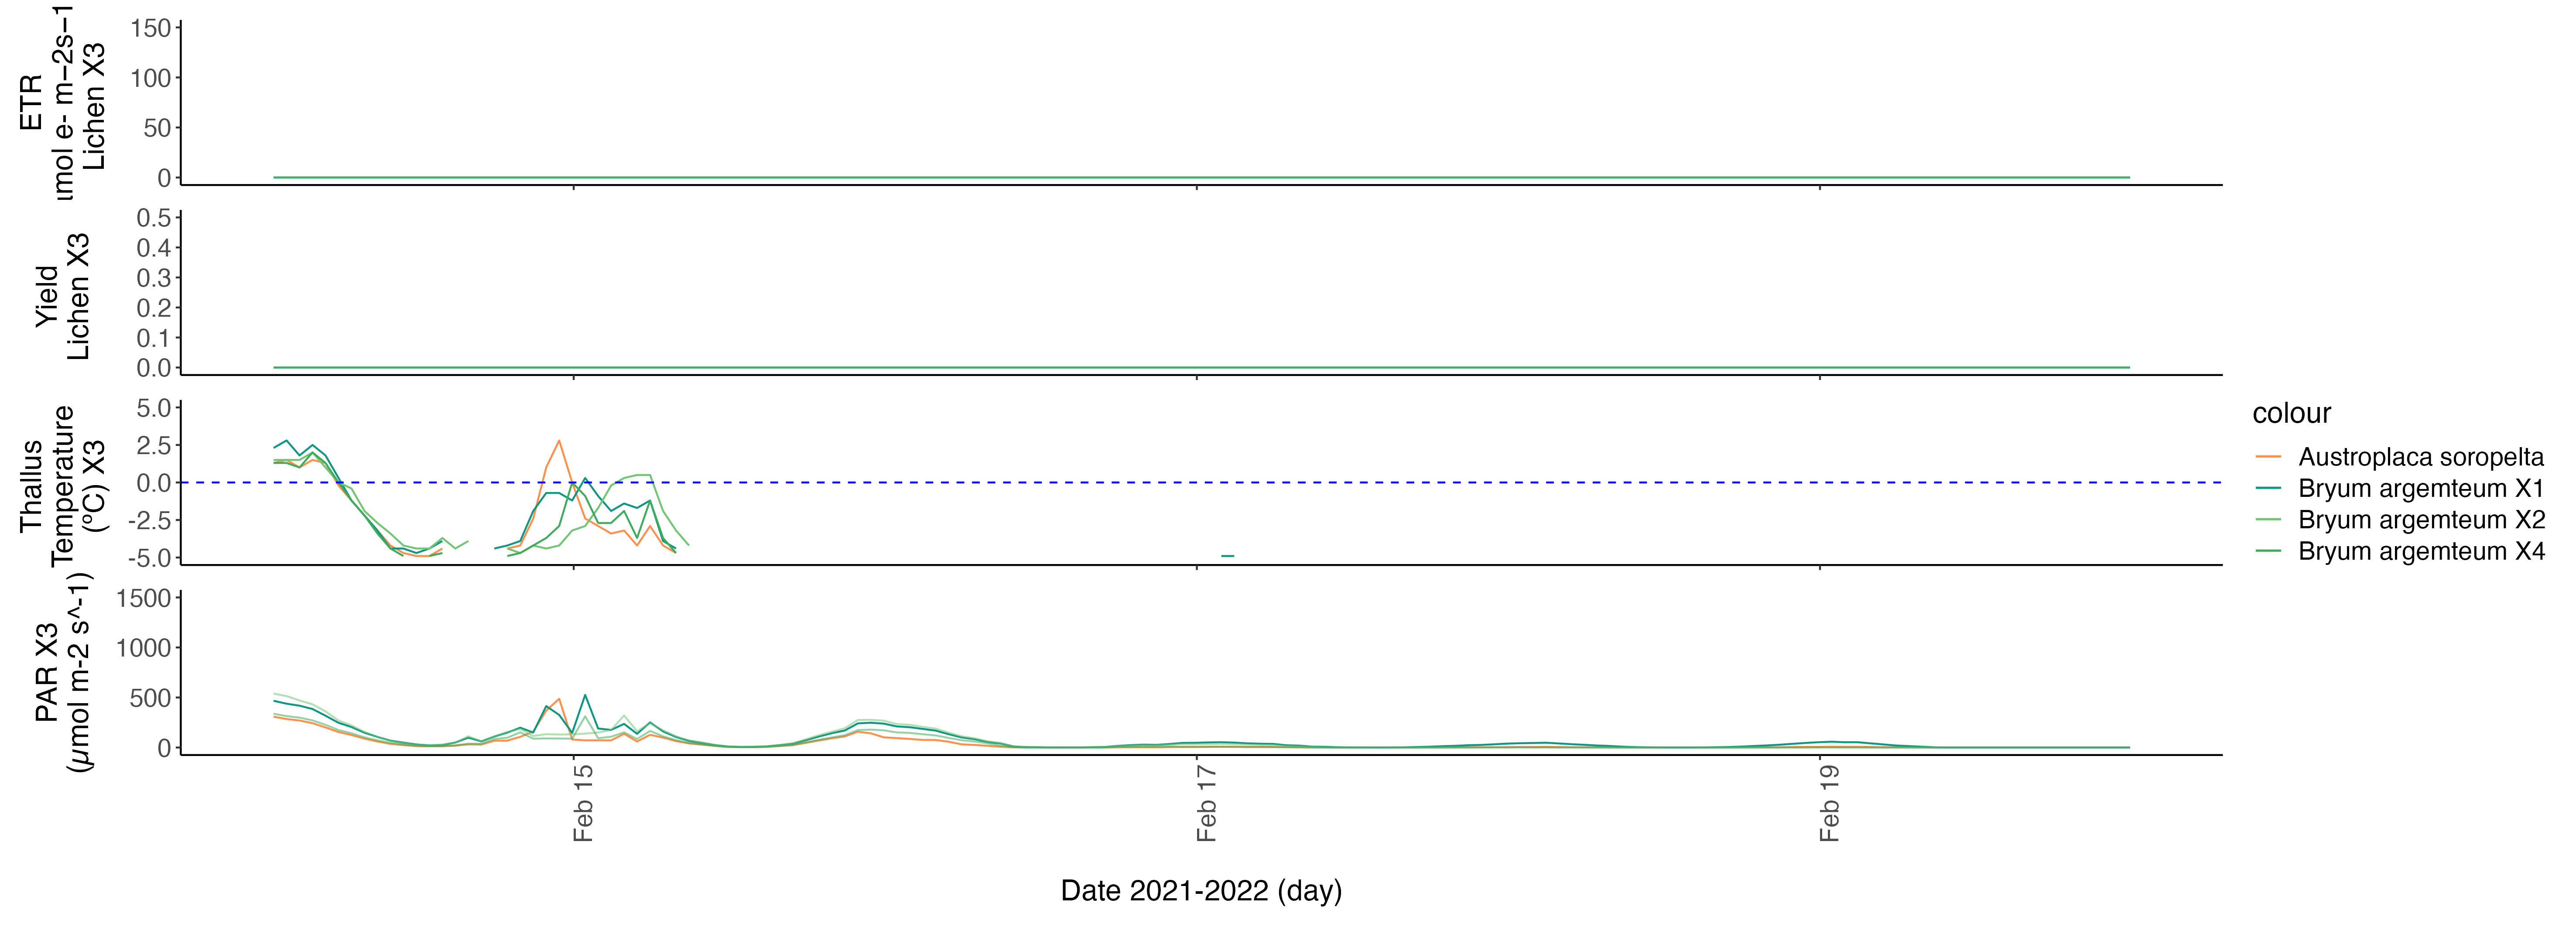 ETR
μmol e- m−2s−1
Lichen X3
150
100
50
0
Yield
Lichen X3
0.5
0.4
0.3
0.2
0.1
0.0
Thallus
Temperature
(ºC) X3
5.0
2.5
0.0
-2.5
-5.0
PAR X3
(μmol m-2 s^-1)
1500
1000
500
0
Feb 15
Feb 17
Feb 19
Date 2021-2022 (day)
colour
Austroplaca soropelta
Bryum argemteum X1
Bryum argemteum X2
Bryum argemteum X4